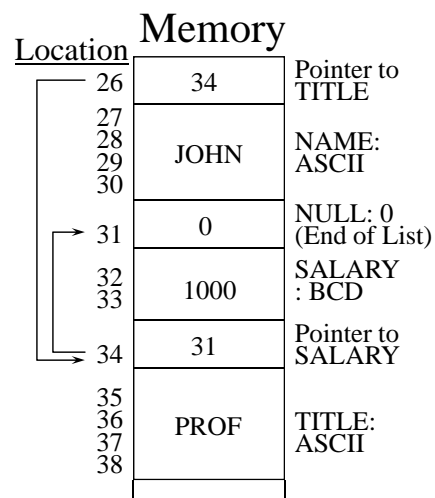 Memory
Location
26 34 Pointer to
TITLE
27
28
29
30
JOHN
NAME:
ASCII
31 0 NULL: 0
(End of List)
32
33
1000
SALARY
: BCD
34 31 Pointer to
SALARY
35
36
37
38
PROF
TITLE:
ASCII